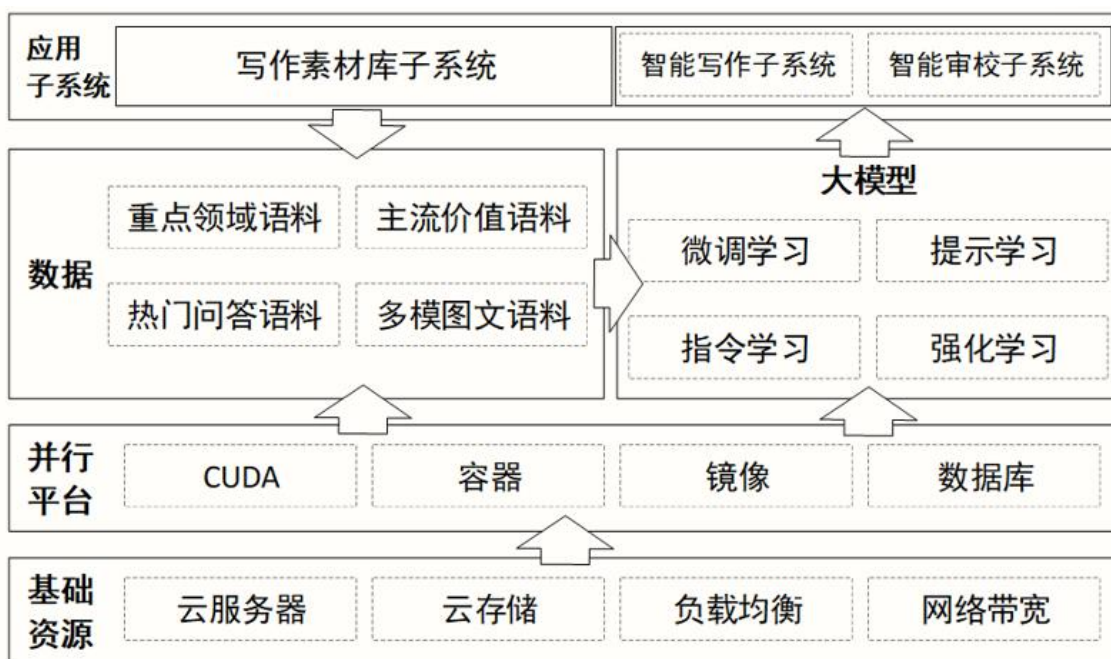 应用
子系统
写作素材库子系统
智能写作子系统
智能审校子系统
数据
重点领域语料
主流价值语料
热门问答语料
多模图文语料
大模型
微调学习
提示学习
指令学习
强化学习
并行
平台
CUDA
容器
镜像
数据库
基础
资源
云服务器
云存储
负载均衡
网络带宽